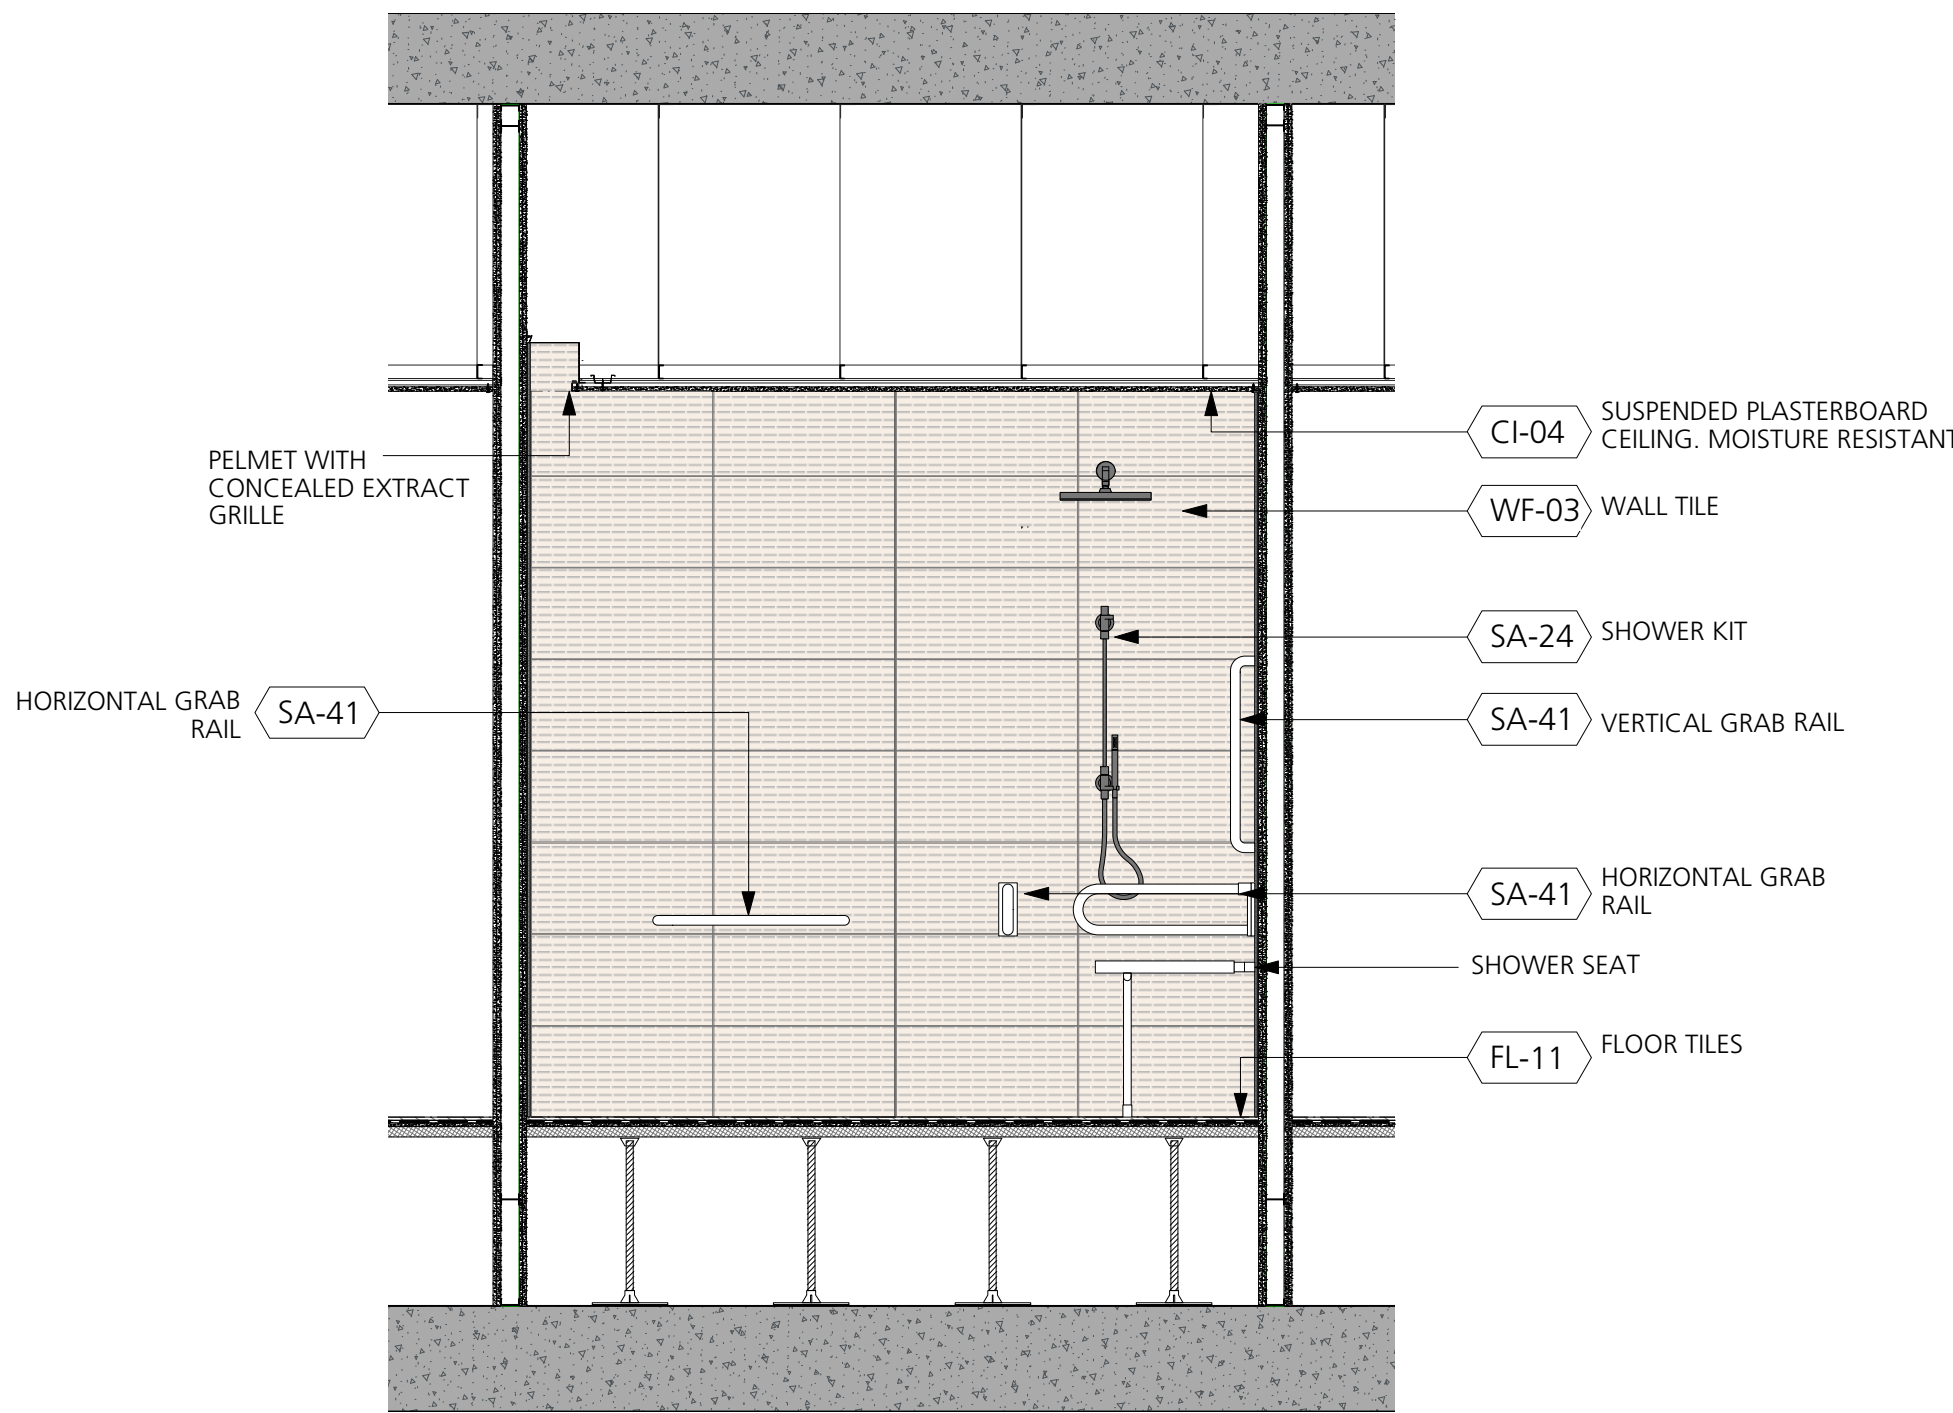 PELMET WITH
CONCEALED EXTRACT
GRILLE
HORIZONTAL GRAB
RAIL
SA-41
CI-04
SUSPENDED PLASTERBOARD
CEILING. MOISTURE RESISTANT
WF-03
WALL TILE
SA-24
SHOWER KIT
SA-41
VERTICAL GRAB RAIL
SA-41
HORIZONTAL GRAB
RAIL
SHOWER SEAT
FL-11
FLOOR TILES